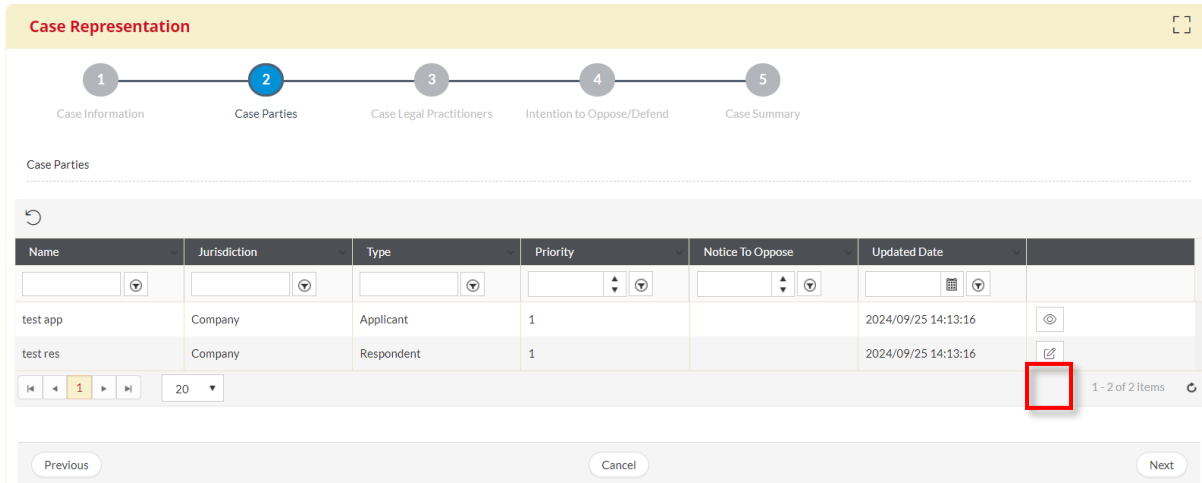 Case Representation
1 2 3 4 5
Case Information Case Parties Case Legal Practitioners Intention to Oppose/Defend Case Summary
Case Parties
Name Jurisdiction Type Priority Notice To Oppose Updated Date
test app Company Applicant 1 2024/09/25 14:13:16
test res Company Respondent 1 2024/09/25 14:13:16
1 20 1 - 2 of 2 items
Previous Cancel Next